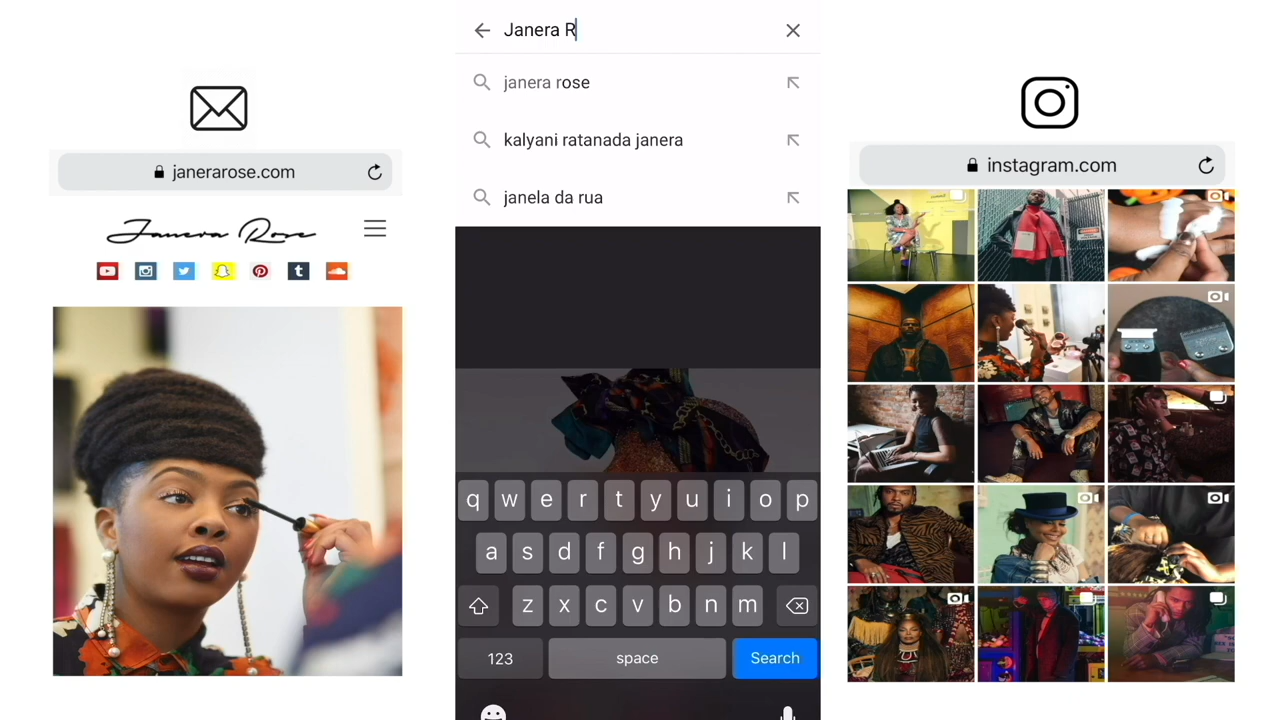 janerarose.com
Janera Rose
t
Janera R
janera rose
kalyani ratanada janera
janela da rua
q w e r t y u i o p
a s d f g h j k l
z x c v b n m
123 space Search
instagram.com